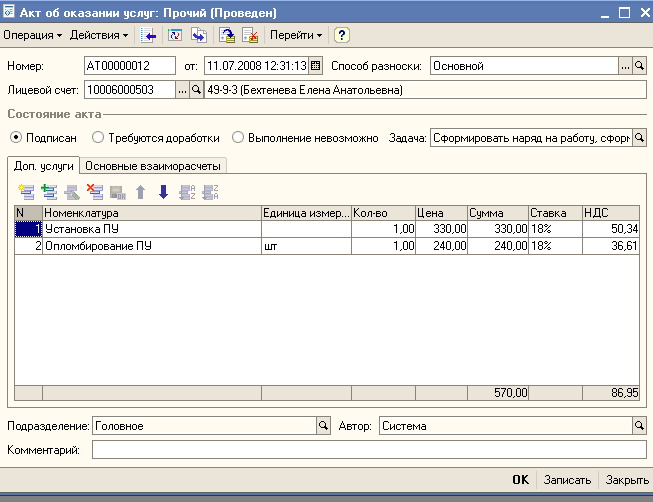 Акт об оказании услуг: Прочий (Проведен)
Операция Действия Перейти ?
Номер: АТ00000012 от: 11.07.2008 12:31:13 Способ разноски: Основной ...
Лицевой счет: 10006000503 ... 49-9-3 (Бехтенева Елена Анатольевна)
Состояние акта
Подписан Требуются доработки Выполнение невозможно Задача: Сформировать наряд на работу, сформ
Доп. услуги Основные взаиморасчеты
N Номенклатура Единица измер... Кол-во Цена Сумма Ставка НДС
1 Установка ПУ 1,00 330,00 330,00 18% 50,34
2 Опломбирование ПУ шт 1,00 240,00 240,00 18% 36,61
570,00 86,95
Подразделение: Головное Автор: Система
Комментарий:
OK Записать Закрыть